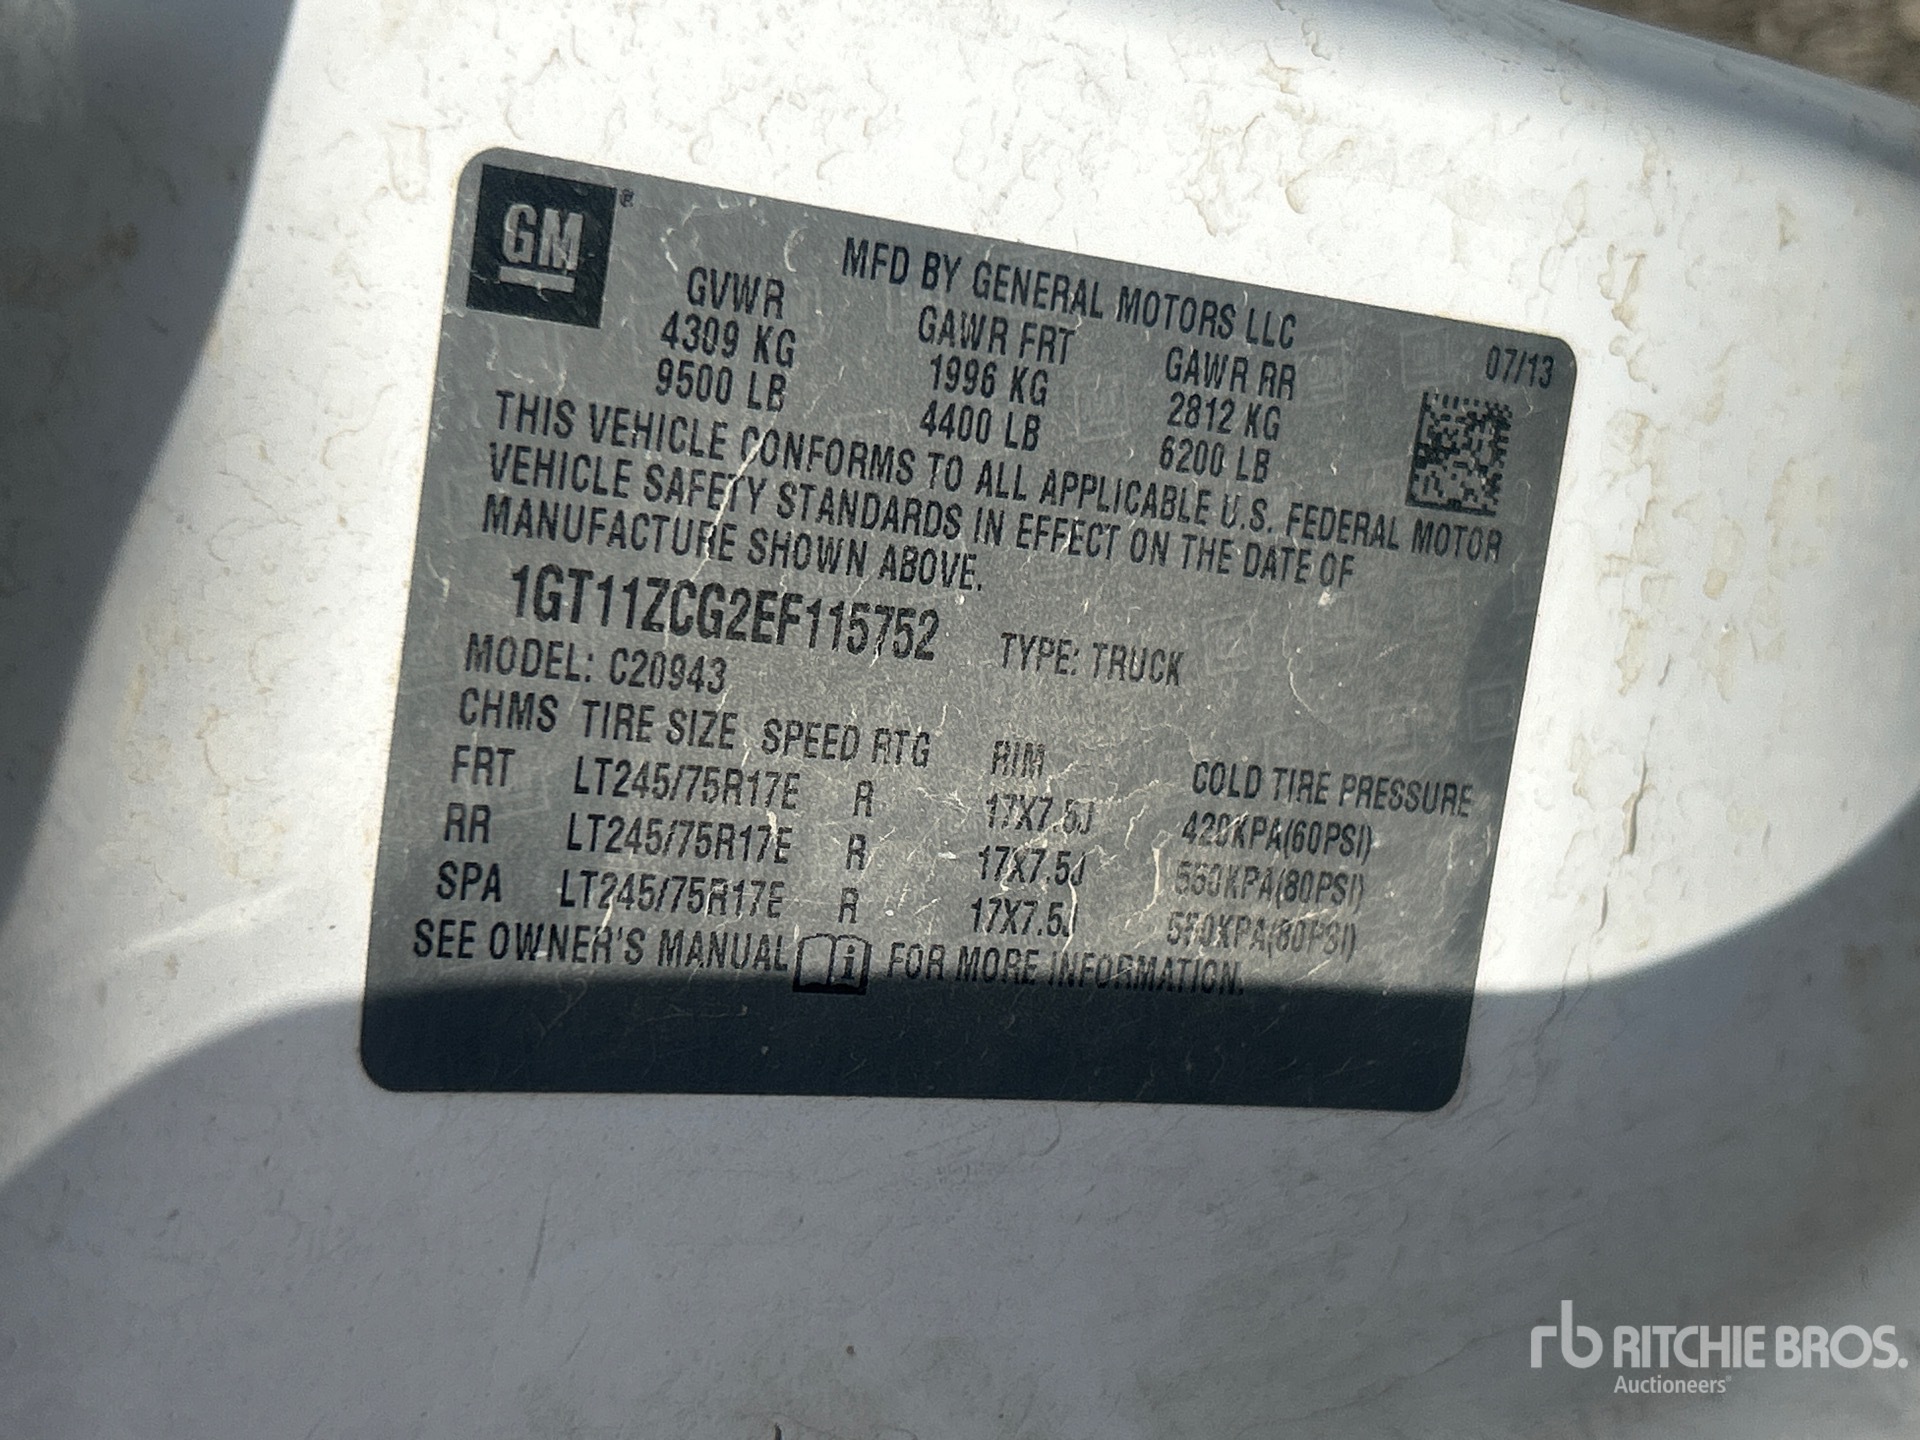 GM
MFD BY GENERAL MOTORS LLC
GVWR GAWR FRT GAWR RR 07/13
4309 KG 1996 KG 2812 KG
9500 LB 4400 LB 6200 LB
THIS VEHICLE CONFORMS TO ALL APPLICABLE U.S. FEDERAL MOTOR
VEHICLE SAFETY STANDARDS IN EFFECT ON THE DATE OF
MANUFACTURE SHOWN ABOVE.
1GT11ZCG2EF115752 TYPE: TRUCK
MODEL: C20943
CHMS TIRE SIZE SPEED RTG RIM COLD TIRE PRESSURE
FRT LT245/75R17E R 17X7.5J 420KPA(60PSI)
RR LT245/75R17E R 17X7.5J 550KPA(80PSI)
SPA LT245/75R17E R 17X7.5J 550KPA(80PSI)
SEE OWNER'S MANUAL i FOR MORE INFORMATION.
rb RITCHIE BROS.
Auctioneers